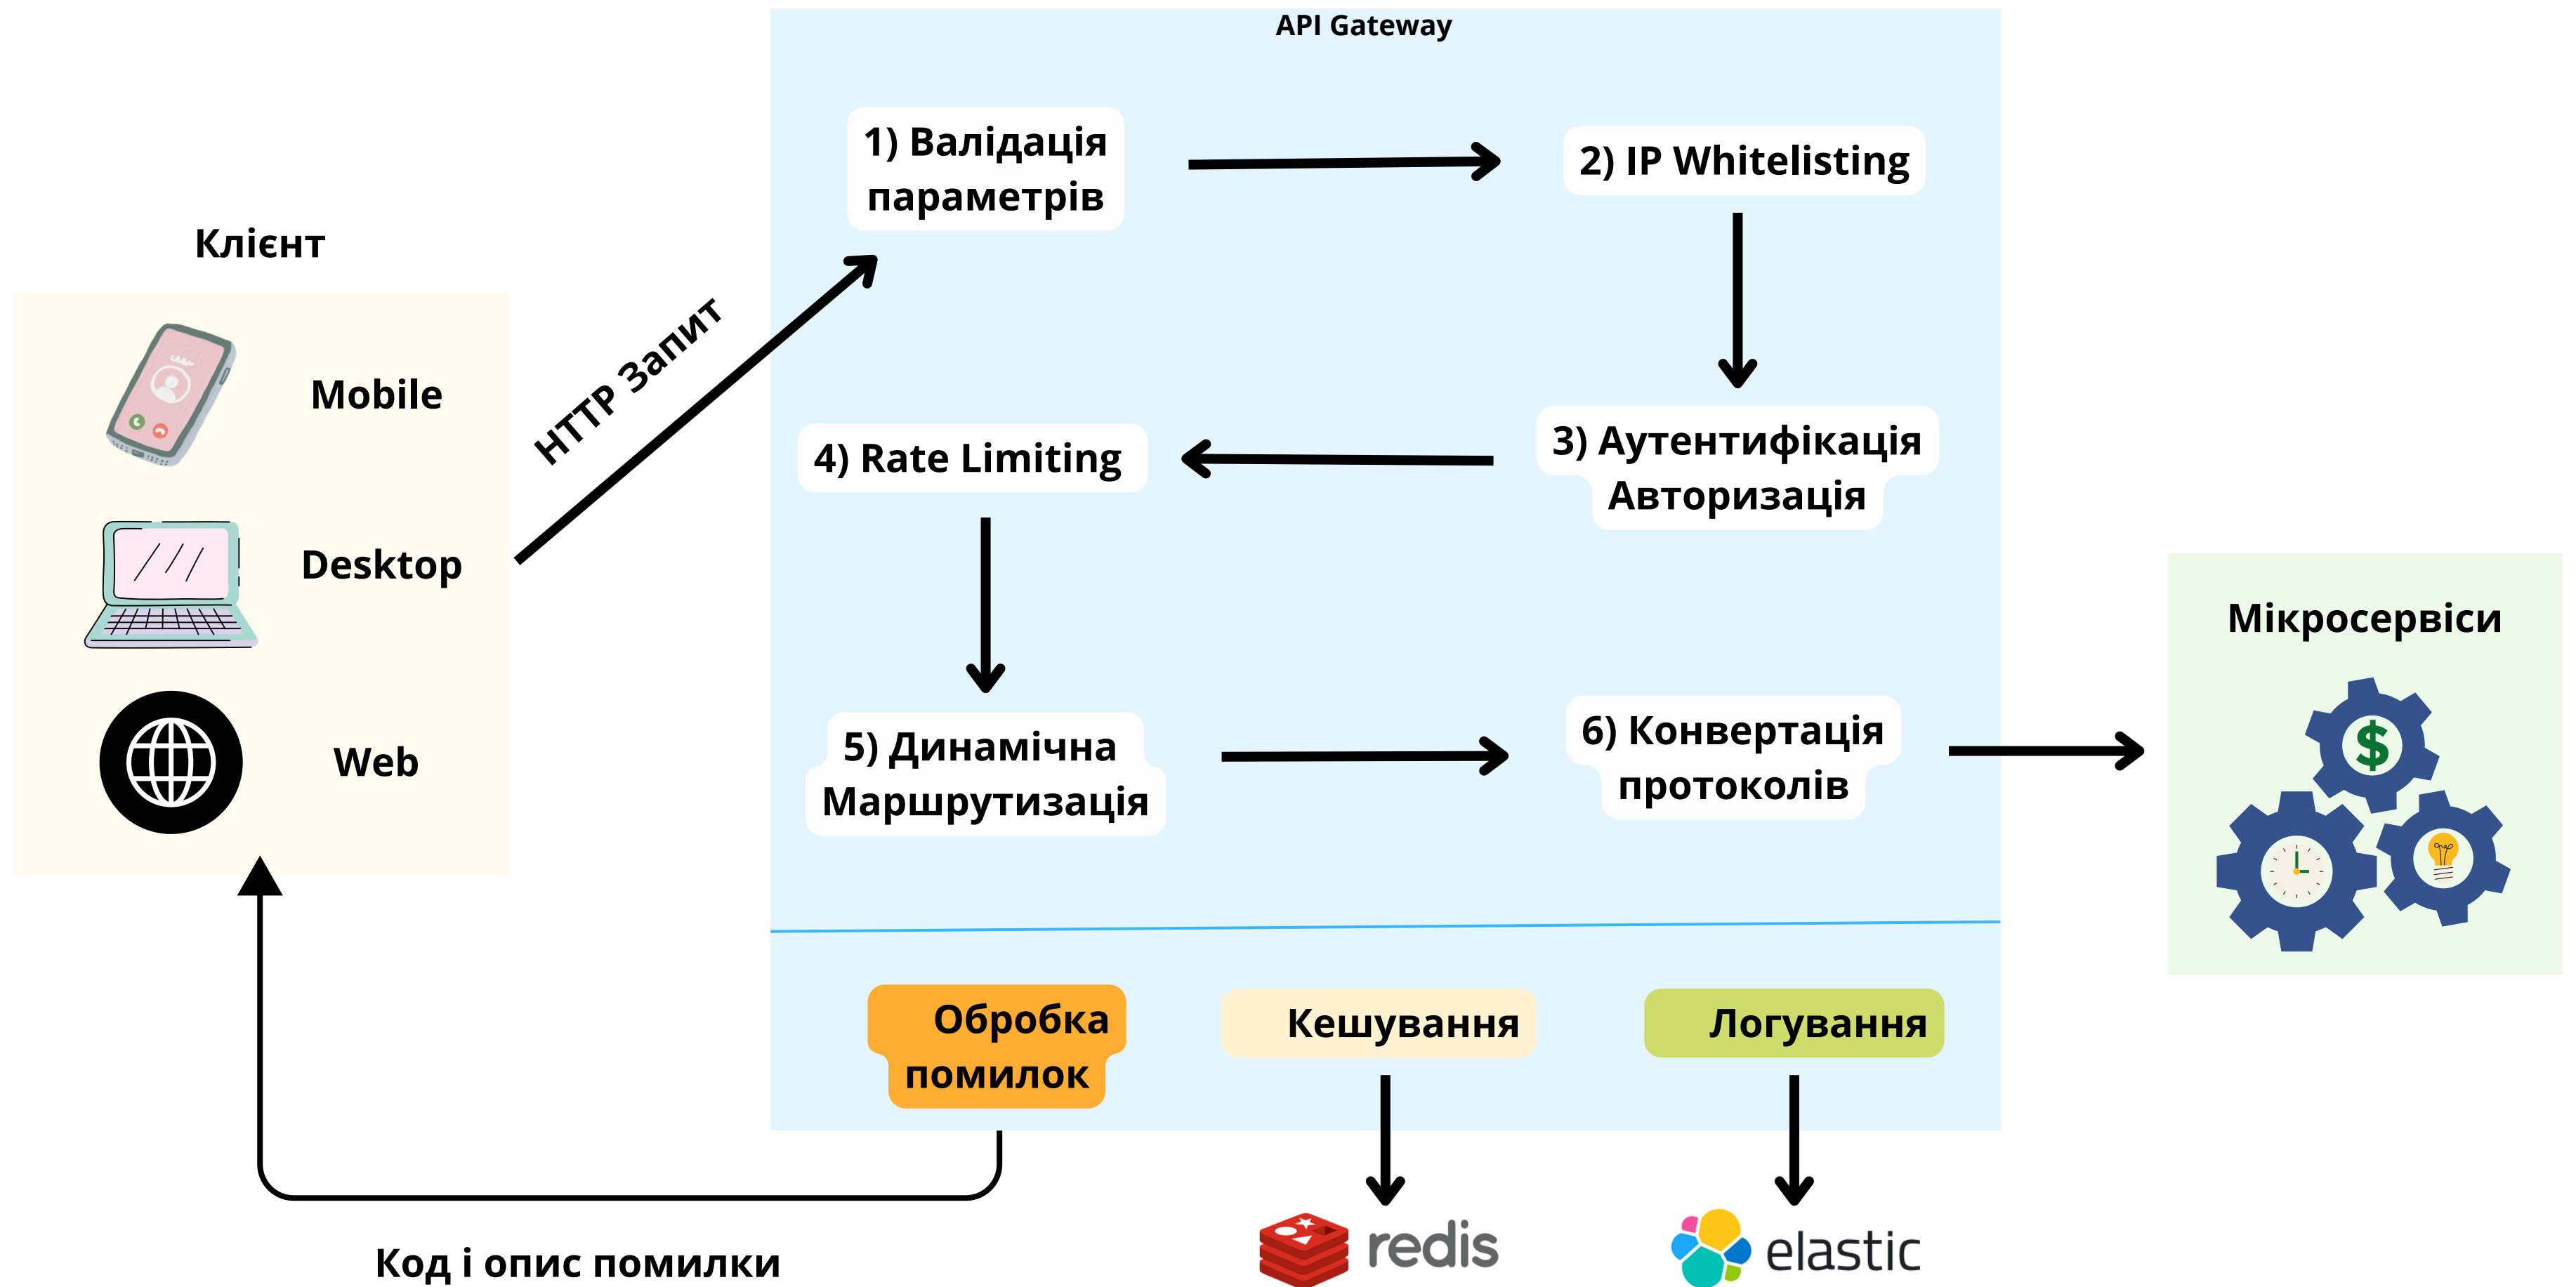 API Gateway
1) Валідація
параметрів
2) IP Whitelisting
Клієнт
HTTP Запит
Mobile
4) Rate Limiting
3) Аутентифікація
Авторизація
Desktop
Мікросервіси
5) Динамічна
Маршрутизація
6) Конвертація
протоколів
$
Web
Обробка
помилок
Кешування
Логування
Код і опис помилки
redis
elastic